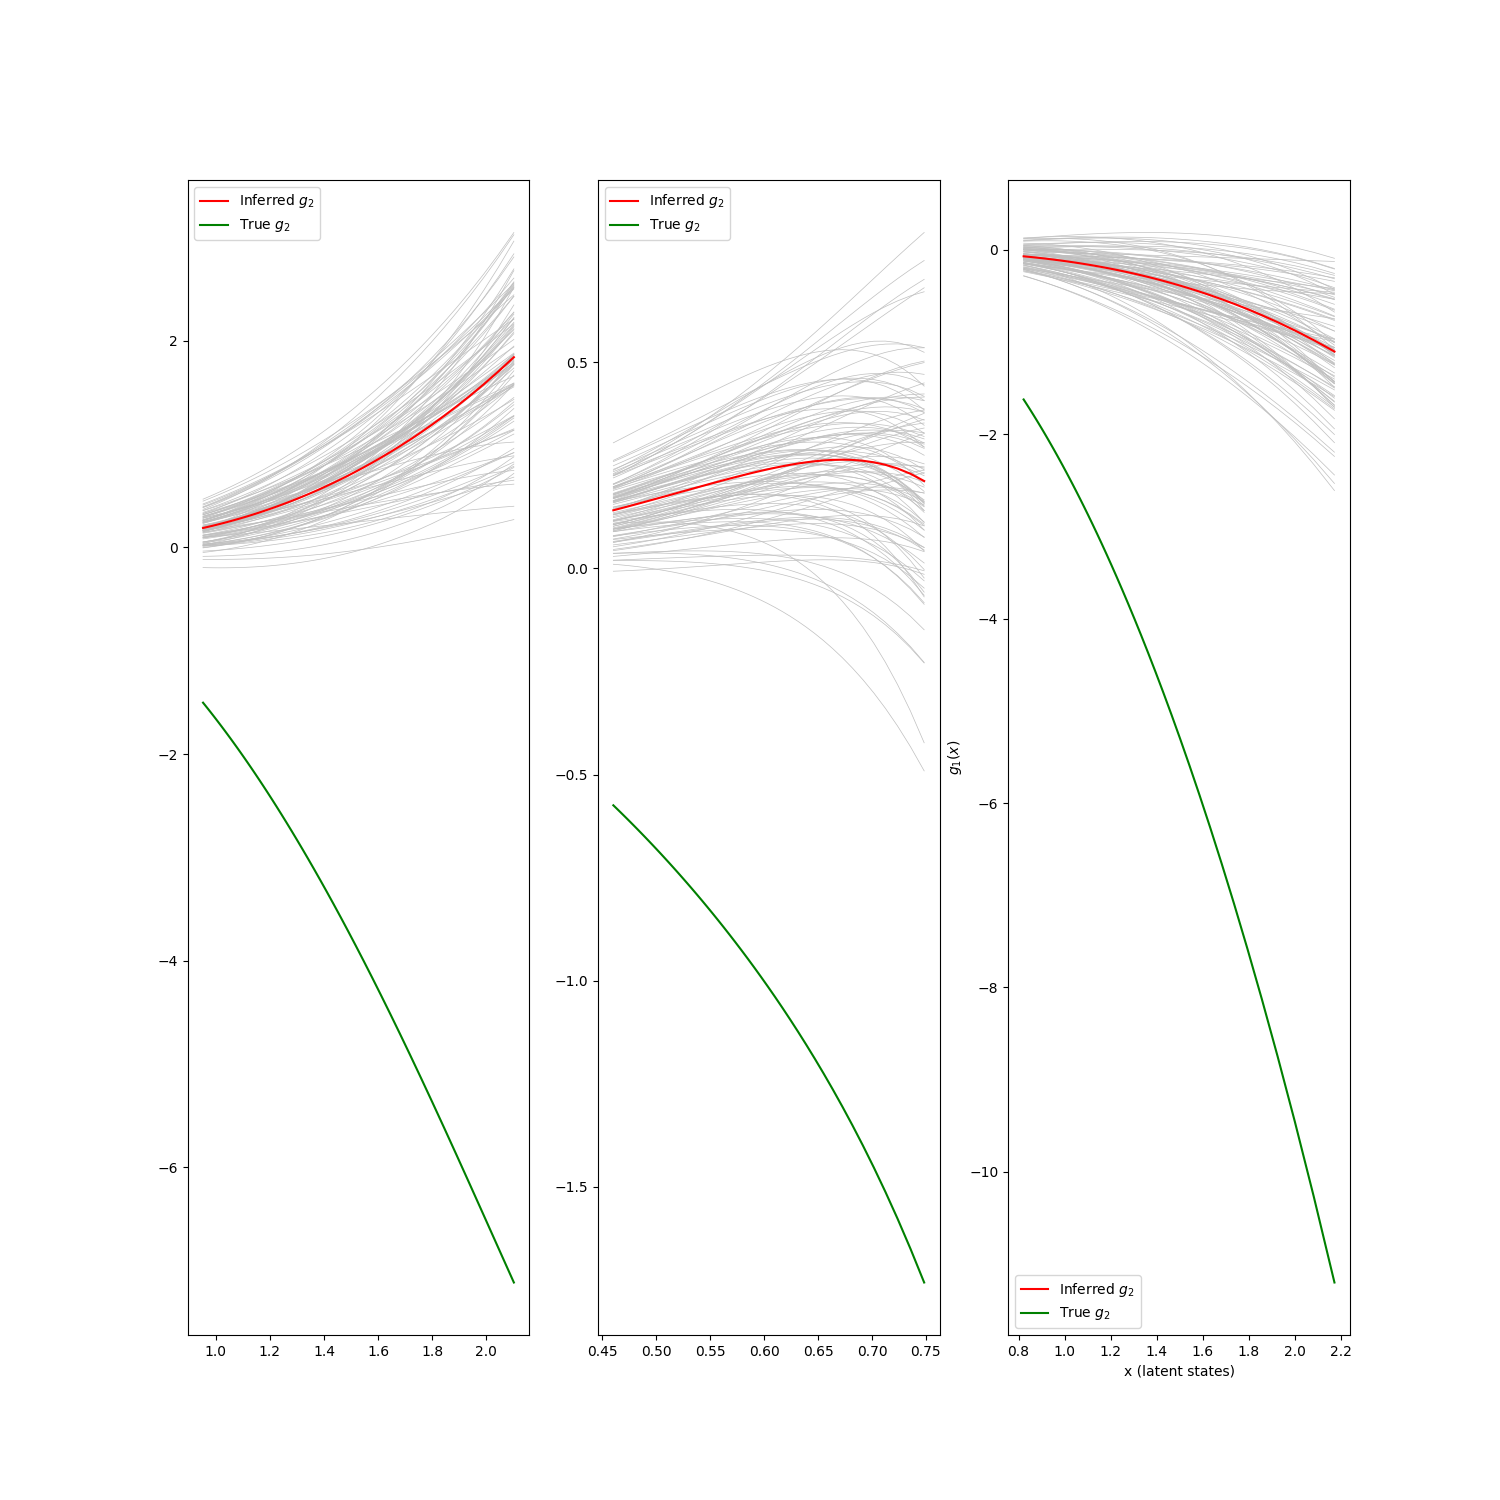 Inferred g₂
True g₂
2
0
−2
−4
−6
1.0 1.2 1.4 1.6 1.8 2.0
Inferred g₂
True g₂
0.5
0.0
−0.5
−1.0
−1.5
0.45 0.50 0.55 0.60 0.65 0.70 0.75
g₁(x)
0
−2
−4
−6
−8
−10
Inferred g₂
True g₂
0.8 1.0 1.2 1.4 1.6 1.8 2.0 2.2
x (latent states)